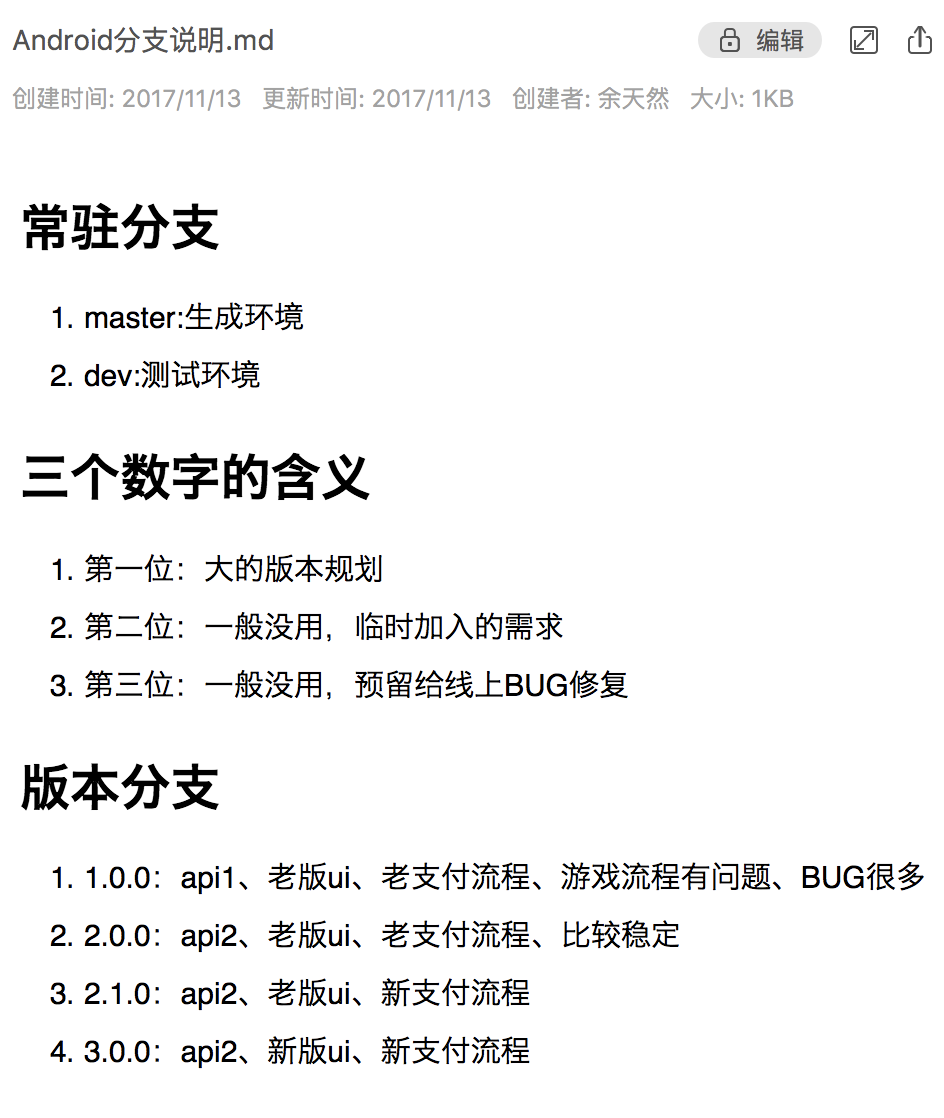 Android分支说明.md 编辑
创建时间: 2017/11/13 更新时间: 2017/11/13 创建者: 余天然 大小: 1KB
常驻分支
1. master:生成环境
2. dev:测试环境
三个数字的含义
1. 第一位：大的版本规划
2. 第二位：一般没用，临时加入的需求
3. 第三位：一般没用，预留给线上BUG修复
版本分支
1. 1.0.0：api1、老版ui、老支付流程、游戏流程有问题、BUG很多
2. 2.0.0：api2、老版ui、老支付流程、比较稳定
3. 2.1.0：api2、老版ui、新支付流程
4. 3.0.0：api2、新版ui、新支付流程